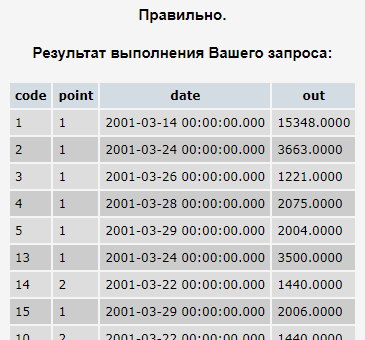 Правильно.
Результат выполнения Вашего запроса:
code point date out
1 1 2001-03-14 00:00:00.000 15348.0000
2 1 2001-03-24 00:00:00.000 3663.0000
3 1 2001-03-26 00:00:00.000 1221.0000
4 1 2001-03-28 00:00:00.000 2075.0000
5 1 2001-03-29 00:00:00.000 2004.0000
13 1 2001-03-24 00:00:00.000 3500.0000
14 2 2001-03-22 00:00:00.000 1440.0000
15 1 2001-03-29 00:00:00.000 2006.0000
2 2001-03-22 00:00:00.000 1440.0000